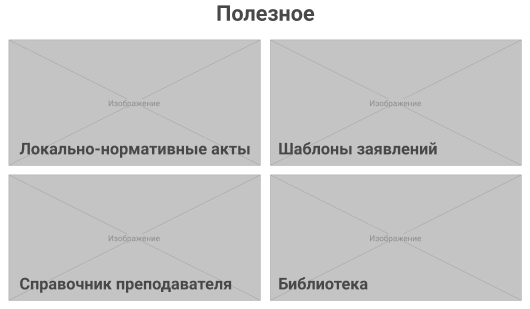 Полезное
Изображение
Изображение
Локально-нормативные акты
Шаблоны заявлений
Изображение
Изображение
Справочник преподавателя
Библиотека